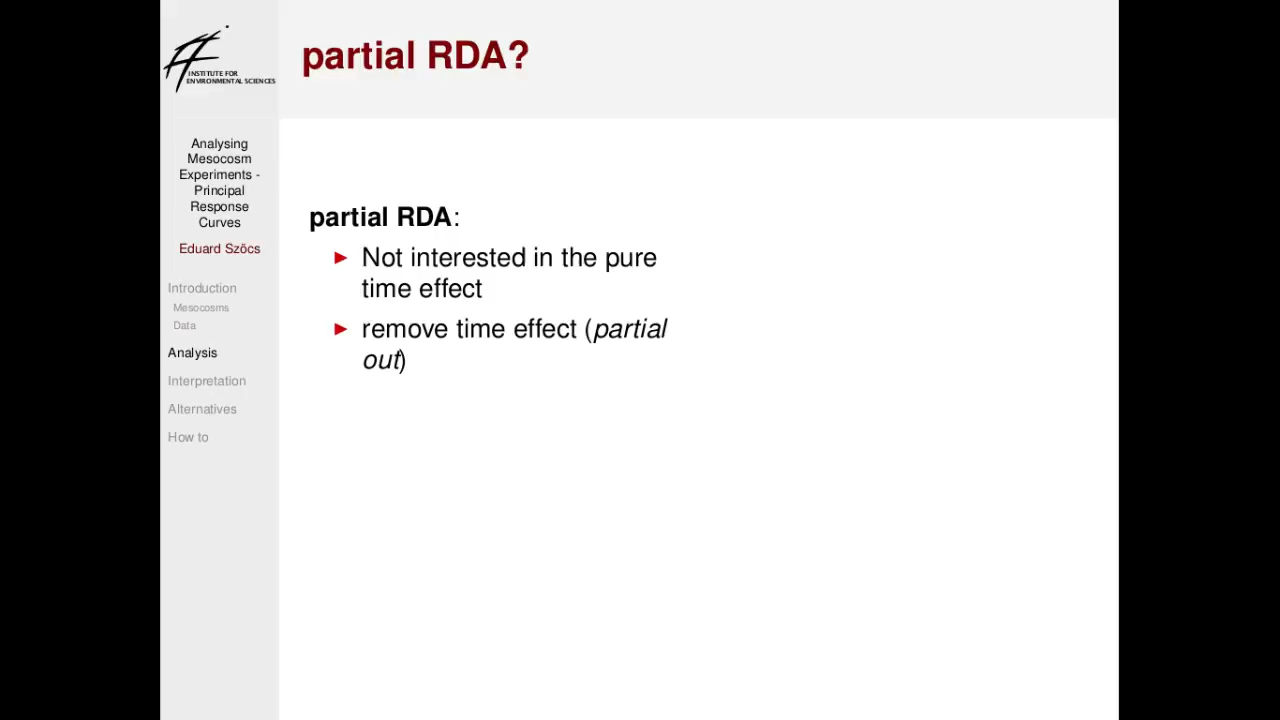 INSTITUTE FOR
ENVIRONMENTAL SCIENCES
partial RDA?
Analysing
Mesocosm
Experiments -
Principal
Response
Curves
Eduard Szöcs
Introduction
Mesocosms
Data
Analysis
Interpretation
Alternatives
How to
partial RDA:
Not interested in the pure
time effect
remove time effect (partial
out)